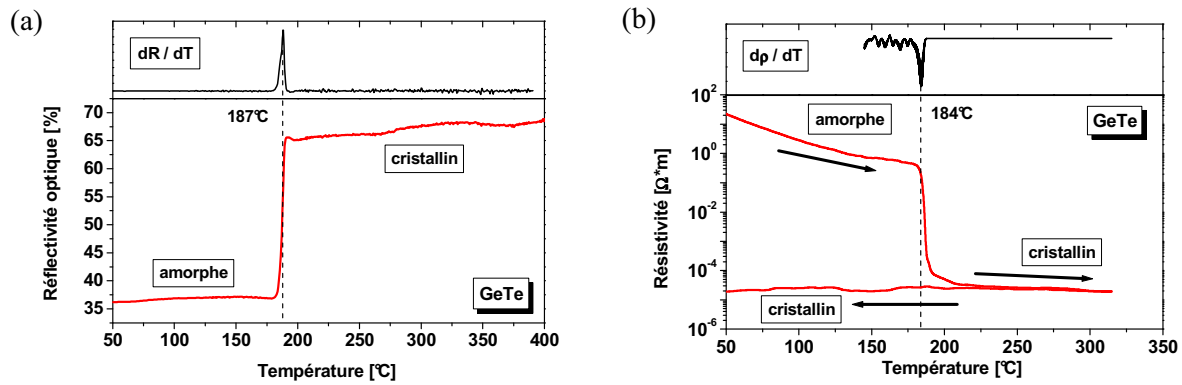 (a)
dR / dT
187°C
Réflectivité optique [%]
70
65
60
55
50
45
40
35
amorphe
cristallin
GeTe
50 100 150 200 250 300 350 400
Température [°C]
(b)
dρ / dT
184°C
Résistivité [Ω*m]
10²
10⁰
10⁻²
10⁻⁴
10⁻⁶
amorphe
GeTe
cristallin
cristallin
50 100 150 200 250 300 350
Température [°C]